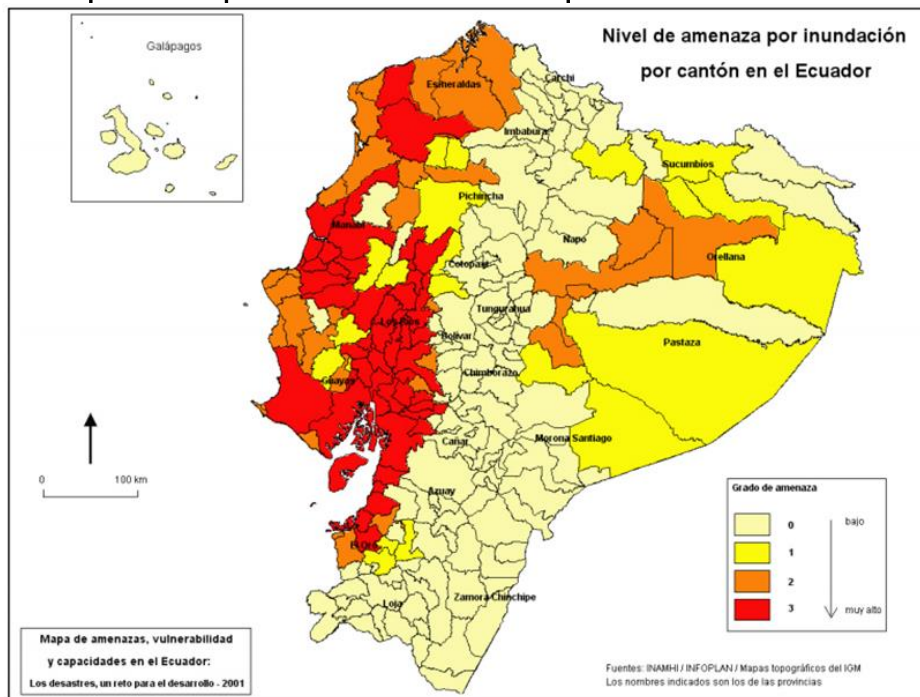 Galápagos
Nivel de amenaza por inundación
por cantón en el Ecuador
Esmeraldas
Carchi
Imbabura
Sucumbíos
Pichincha
Manabí
Napo
Orellana
Cotopaxi
Tungurahua
Los Ríos
Bolívar
Pastaza
Chimborazo
Guayas
Morona Santiago
Cañar
0 100 km
Azuay
El Oro
Loja
Zamora Chinchipe
Grado de amenaza
0 bajo
1
2
3 muy alto
Mapa de amenazas, vulnerabilidad
y capacidades en el Ecuador:
Los desastres, un reto para el desarrollo - 2001
Fuentes: INAMHI / INFOPLAN / Mapas topográficos del IGM
Los nombres indicados son los de las provincias